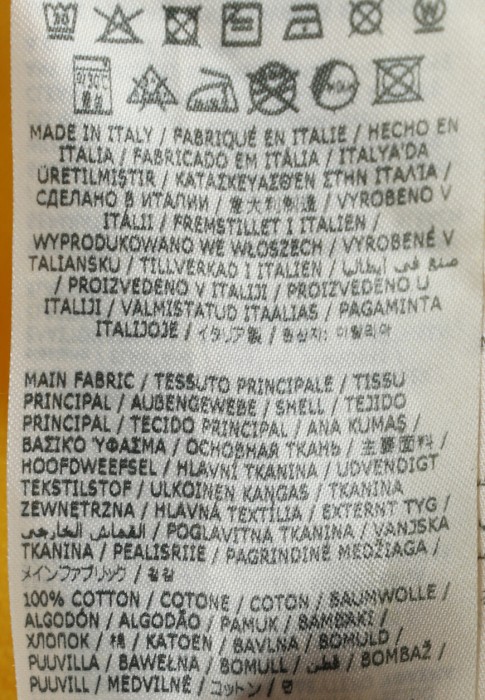 30
W
MADE IN ITALY / FABRIQUÉ EN ITALIE / HECHO EN
ITALIA / FABRICADO EM ITÁLIA / ITALYA'DA
ÜRETILMIŞTIR / ΚΑΤΑΣΚΕΥΑΣΘΕΝ ΣΤΗΝ ΙΤΑΛΙΑ /
СДЕЛАНО В ИТАЛИИ / 意大利制造 / VYROBENO V
ITÁLII / FREMSTILLET I ITALIEN /
WYPRODUKOWANO WE WŁOSZECH / VYROBENÉ V
TALIANSKU / TILLVERKAD I ITALIEN / صنع في إيطاليا
/ PROIZVEDENO V ITALIJI / PROIZVEDENO U
ITALIJI / VALMISTATUD ITAALIAS / PAGAMINTA
ITALIJOJE / イタリア製 / 원산지: 이탈리아
MAIN FABRIC / TESSUTO PRINCIPALE / TISSU
PRINCIPAL / AUßENGEWEBE / SHELL / TEJIDO
PRINCIPAL / TECIDO PRINCIPAL / ANA KUMAŞ /
ΒΑΣΙΚΟ ΎΦΑΣΜΑ / ОСНОВНАЯ ТКАНЬ / 主要面料 /
HOOFDWEEFSEL / HLAVNÍ TKANINA / UDVENDIGT
TEKSTILSTOF / ULKOINEN KANGAS / TKANINA
ZEWNĘTRZNA / HLAVNÁ TEXTÍLIA / EXTERNT TYG /
القماش الخارجي / POGLAVITNA TKANINA / VANJSKA
TKANINA / PEALISRIIE / PAGRINDINĖ MEDŽIAGA /
メインファブリック / 겉감
100% COTTON / COTONE / COTON / BAUMWOLLE /
ALGODÓN / ALGODÃO / PAMUK / ΒΑΜΒΑΚΙ /
ХЛОПОК / 棉 / KATOEN / BAVLNA / BOMULD /
PUUVILLA / BAWEŁNA / BOMULL / قطن / BOMBAŽ /
PUUVILL / MEDVILNĖ / コットン / 면